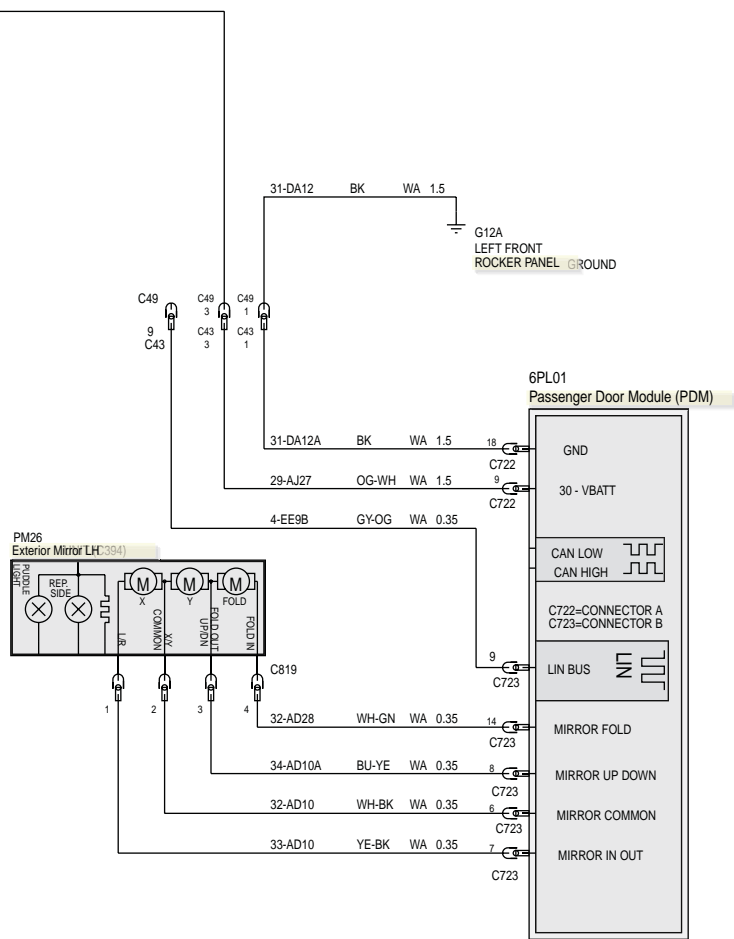 31-DA12 BK WA 1.5
G12A
LEFT FRONT
ROCKER PANEL GROUND
C49 C49 C49
3 1
9 C43 C43
C43 3 1
6PL01
Passenger Door Module (PDM)
31-DA12A BK WA 1.5 18
C722
GND
29-AJ27 OG-WH WA 1.5 9
C722
30 - VBATT
4-EE9B GY-OG WA 0.35
PM26
Exterior Mirror LH C394)
CAN LOW
CAN HIGH
PUDDLE
LIGHT
REP.
SIDE
M M M
X Y FOLD
L/R
COMMON
X/Y
FOLD OUT
UP/DN
FOLD IN
C722=CONNECTOR A
C723=CONNECTOR B
9
C723
LIN BUS
LIN
C819
1 2 3 4
32-AD28 WH-GN WA 0.35 14
C723
MIRROR FOLD
34-AD10A BU-YE WA 0.35 8
C723
MIRROR UP DOWN
32-AD10 WH-BK WA 0.35 6
C723
MIRROR COMMON
33-AD10 YE-BK WA 0.35 7
C723
MIRROR IN OUT